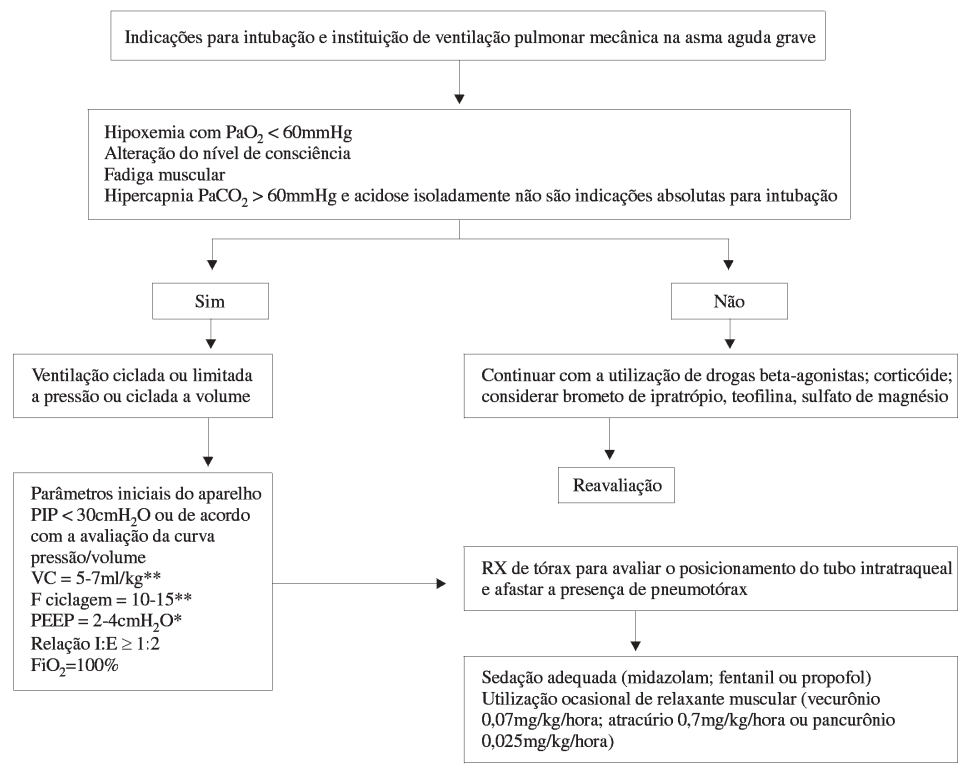 Indicações para intubação e instituição de ventilação pulmonar mecânica na asma aguda grave
Hipoxemia com PaO₂ < 60mmHg
Alteração do nível de consciência
Fadiga muscular
Hipercapnia PaCO₂ > 60mmHg e acidose isoladamente não são indicações absolutas para intubação
Sim
Não
Ventilação ciclada ou limitada
a pressão ou ciclada a volume
Continuar com a utilização de drogas beta-agonistas; corticóide;
considerar brometo de ipratrópio, teofilina, sulfato de magnésio
Reavaliação
Parâmetros iniciais do aparelho
PIP < 30cmH₂O ou de acordo
com a avaliação da curva
pressão/volume
VC = 5-7ml/kg**
F ciclagem = 10-15**
PEEP = 2-4cmH₂O*
Relação I:E ≥ 1:2
FiO₂=100%
RX de tórax para avaliar o posicionamento do tubo intratraqueal
e afastar a presença de pneumotórax
Sedação adequada (midazolam; fentanil ou propofol)
Utilização ocasional de relaxante muscular (vecurônio
0,07mg/kg/hora; atracúrio 0,7mg/kg/hora ou pancurônio
0,025mg/kg/hora)